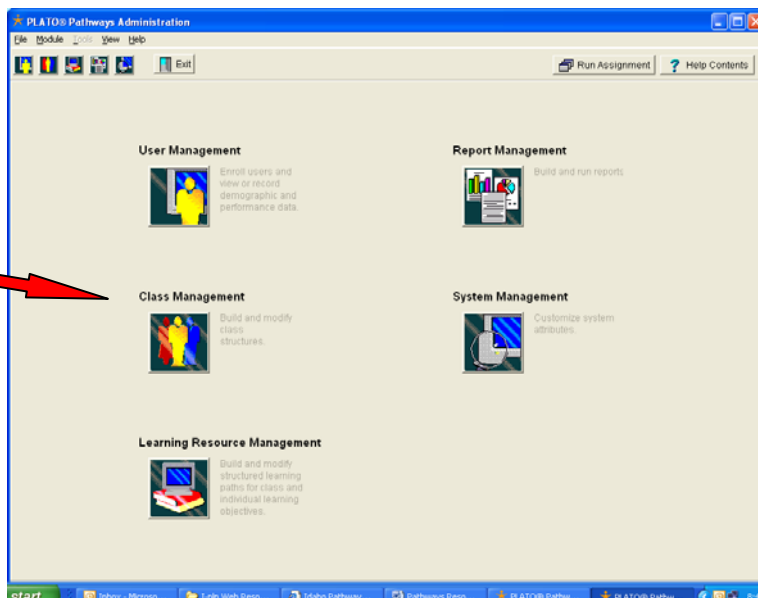 PLATO® Pathways Administration
File Module Tools View Help
Exit
Run Assignment
? Help Contents
User Management
Enroll users and
view or record
demographic and
performance data.
Report Management
Build and run reports
Class Management
Build and modify
class
structures.
System Management
Customize system
attributes.
Learning Resource Management
Build and modify
structured learning
paths for class and
individual learning
objectives.
start
Inbox - Microso...
Idaho Pathway...
Pathways Reso...
PLATO® Pathw...
PLATO® Pathw...